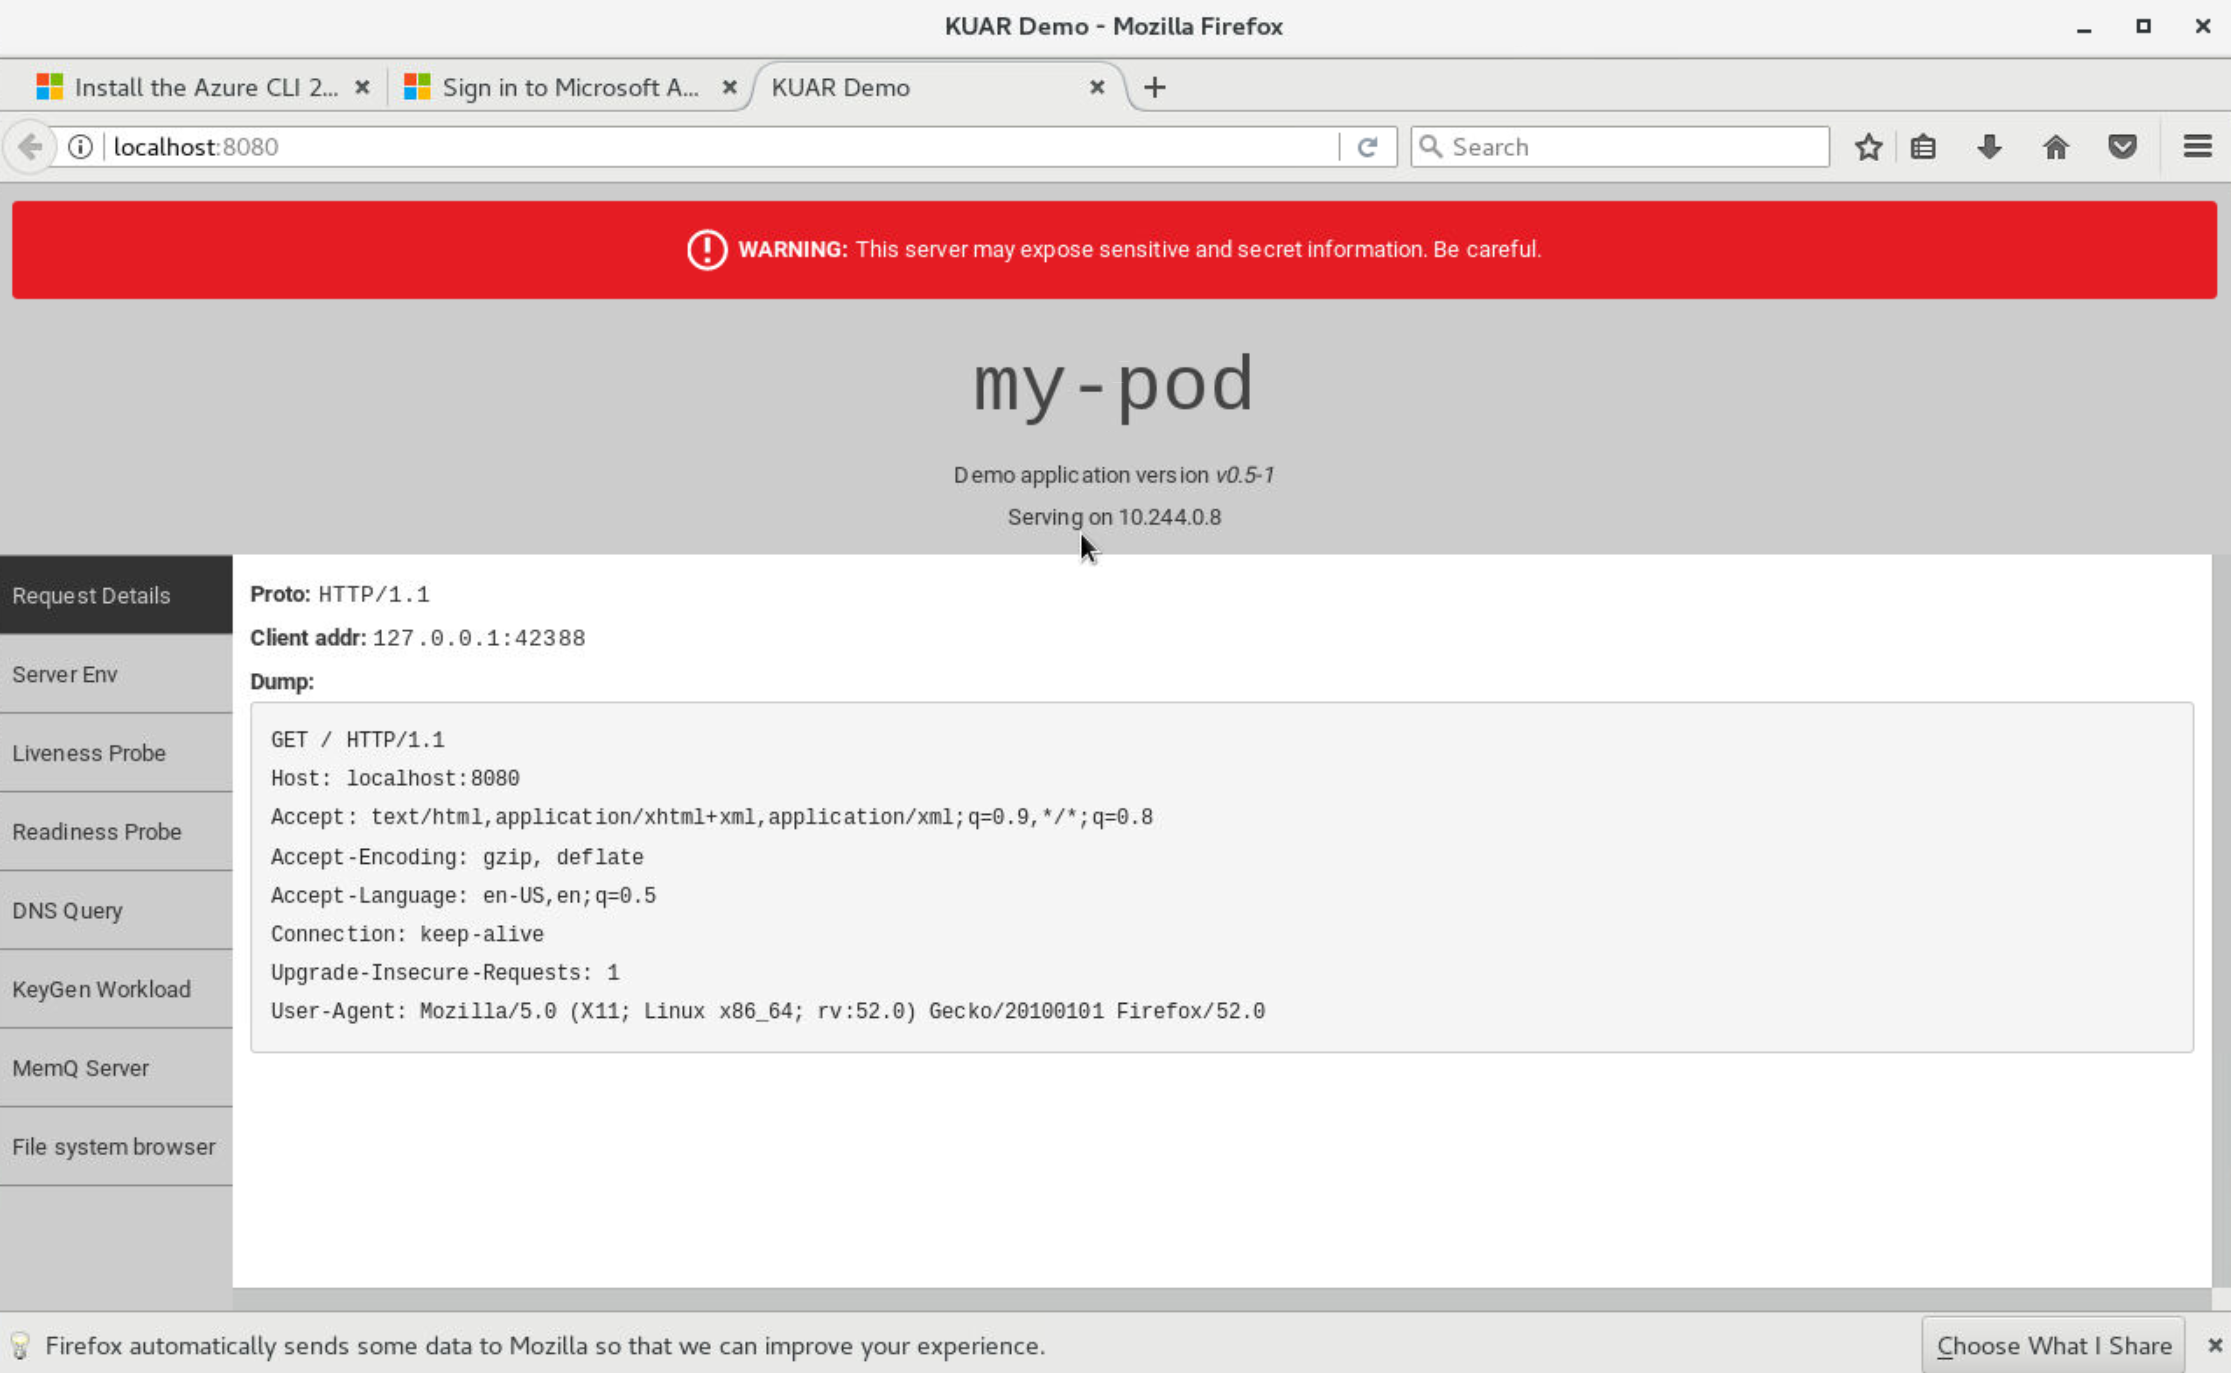 KUAR Demo - Mozilla Firefox
Install the Azure CLI 2...
Sign in to Microsoft A...
KUAR Demo
localhost:8080
Search
WARNING: This server may expose sensitive and secret information. Be careful.
my-pod
Demo application version v0.5-1
Serving on 10.244.0.8
Request Details
Server Env
Liveness Probe
Readiness Probe
DNS Query
KeyGen Workload
MemQ Server
File system browser
Proto: HTTP/1.1
Client addr: 127.0.0.1:42388
Dump:
GET / HTTP/1.1
Host: localhost:8080
Accept: text/html,application/xhtml+xml,application/xml;q=0.9,*/*;q=0.8
Accept-Encoding: gzip, deflate
Accept-Language: en-US,en;q=0.5
Connection: keep-alive
Upgrade-Insecure-Requests: 1
User-Agent: Mozilla/5.0 (X11; Linux x86_64; rv:52.0) Gecko/20100101 Firefox/52.0
Firefox automatically sends some data to Mozilla so that we can improve your experience.
Choose What I Share